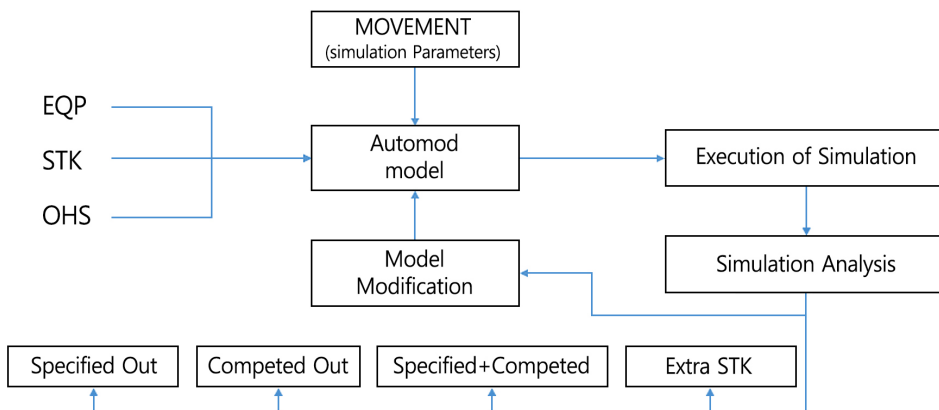 MOVEMENT
(simulation Parameters)
EQP
STK
OHS
Automod
model
Execution of Simulation
Model
Modification
Simulation Analysis
Specified Out
Competed Out
Specified+Competed
Extra STK